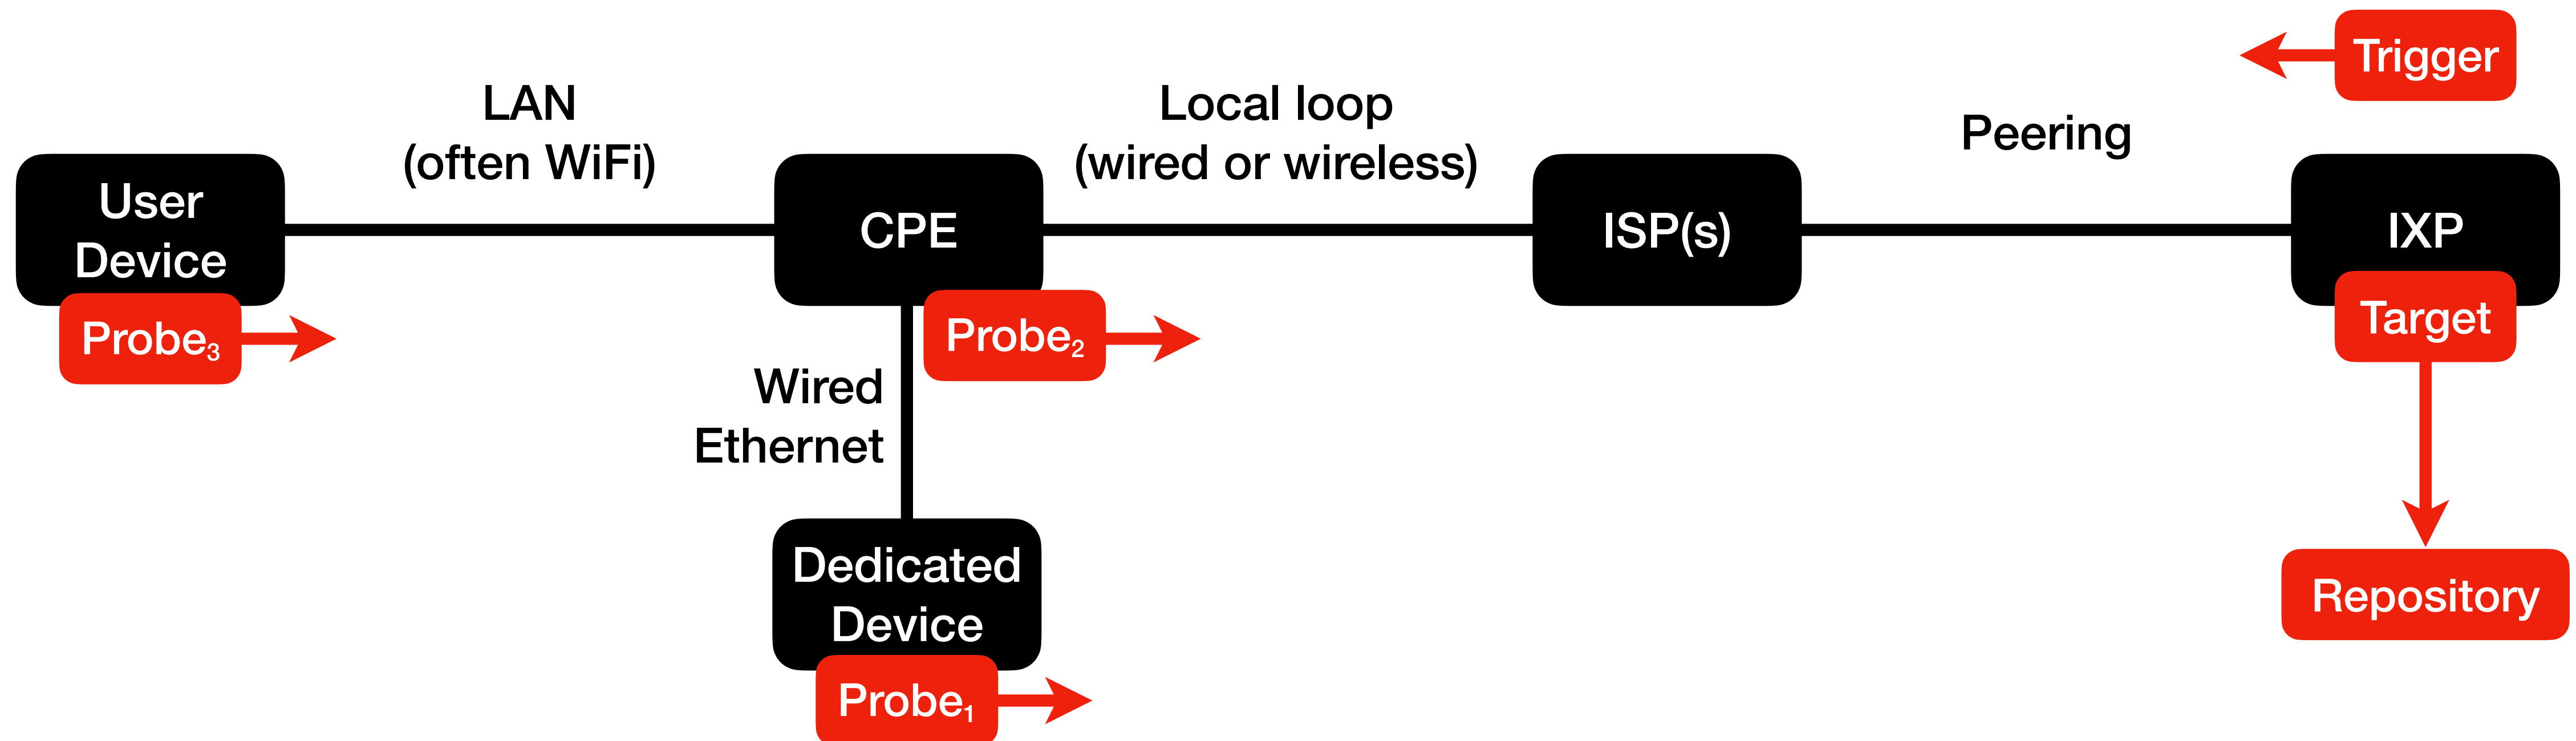 Trigger
LAN
(often WiFi)
Local loop
(wired or wireless)
Peering
User
Device
CPE
ISP(s)
IXP
Probe₃
Probe₂
Target
Wired
Ethernet
Dedicated
Device
Repository
Probe₁